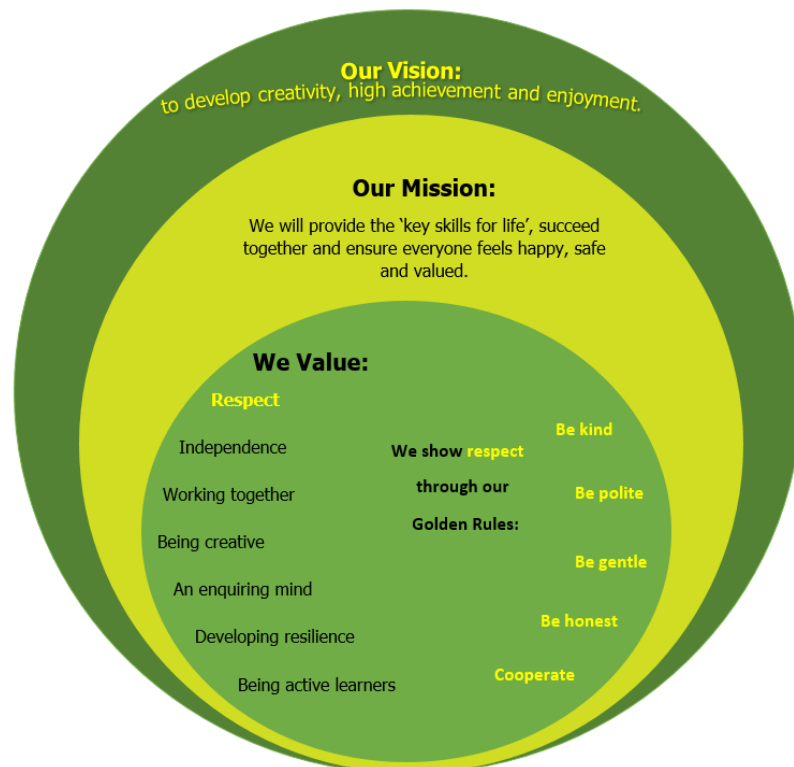 Our Vision:
to develop creativity, high achievement and enjoyment.
Our Mission:
We will provide the ‘key skills for life’, succeed
together and ensure everyone feels happy, safe
and valued.
We Value:
Respect
Independence
Working together
Being creative
An enquiring mind
Developing resilience
Being active learners
We show respect
through our
Golden Rules:
Be kind
Be polite
Be gentle
Be honest
Cooperate